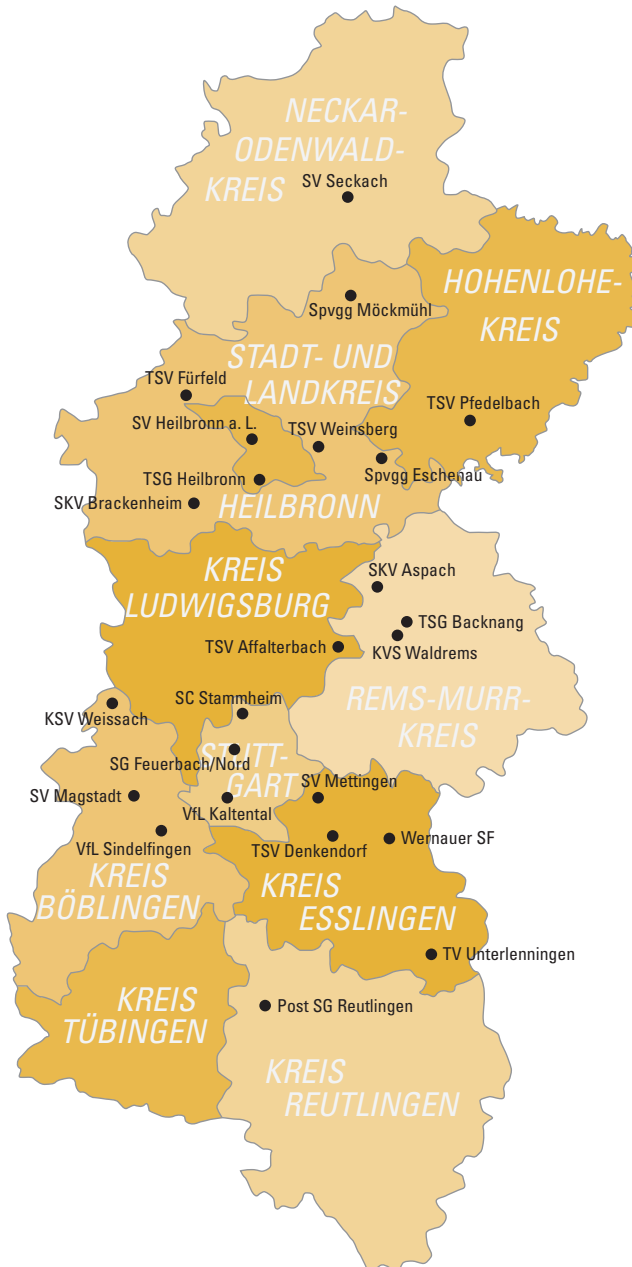 NECKAR-
ODENWALD-
KREIS
SV Seckach
HOHENLOHE-
KREIS
Spvgg Möckmühl
STADT- UND
LANDKREIS
TSV Fürfeld
TSV Pfedelbach
SV Heilbronn a. L.
TSV Weinsberg
TSG Heilbronn
Spvgg Eschenau
SKV Brackenheim
HEILBRONN
KREIS
LUDWIGSBURG
SKV Aspach
TSG Backnang
KVS Waldrems
TSV Affalterbach
SC Stammheim
KSV Weissach
REMS-MURR-
KREIS
STUTT-
GART
SG Feuerbach/Nord
SV Mettingen
SV Magstadt
VfL Kaltental
VfL Sindelfingen
TSV Denkendorf
Wernauer SF
KREIS
BÖBLINGEN
KREIS
ESSLINGEN
TV Unterlenningen
KREIS
TÜBINGEN
Post SG Reutlingen
KREIS
REUTLINGEN